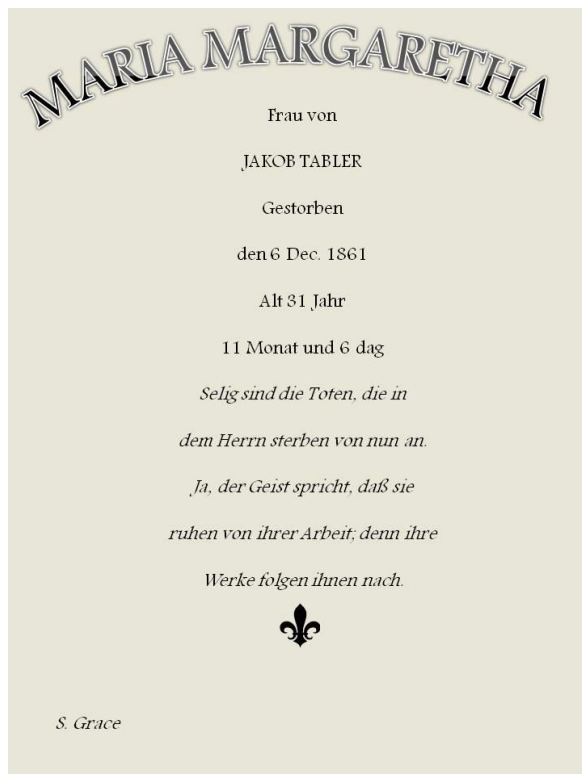 MARIA MARGARETHA
Frau von
JAKOB TABLER
Gestorben
den 6 Dec. 1861
Alt 31 Jahr
11 Monat und 6 dag
Selig sind die Toten, die in
dem Herrn sterben von nun an.
Ja, der Geist spricht, daß sie
ruhen von ihrer Arbeit; denn ihre
Werke folgen ihnen nach.
S. Grace